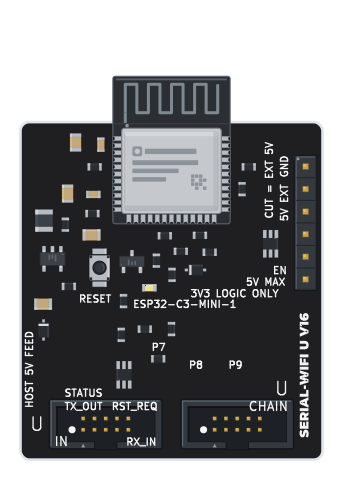 CUT = EXT 5V
5V EXT GND
EN
5V MAX
3V3 LOGIC ONLY
RESET
ESP32-C3-MINI-1
HOST 5V FEED
P7
P8
P9
SERIAL-WIFI U V16
STATUS
TX_OUT RST_REQ
IN
RX_IN
U
CHAIN
U